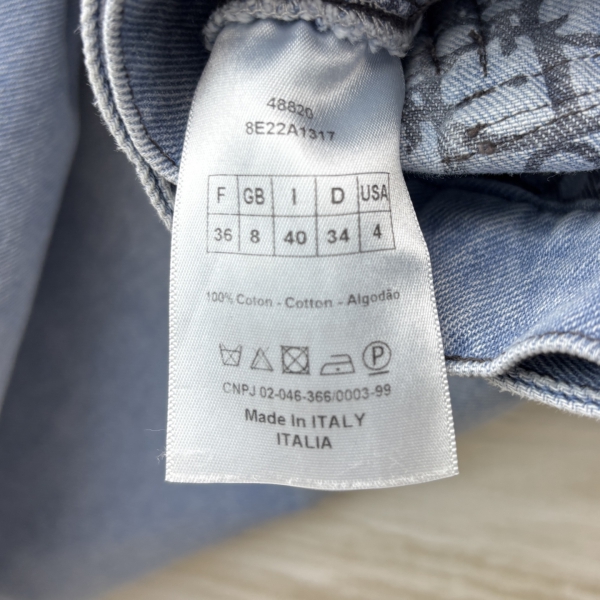 48820
8E22A1317
F GB I D USA
36 8 40 34 4
100% Coton - Cotton - Algodão
P
CNPJ 02-046-366/0003-99
Made In ITALY
ITALIA